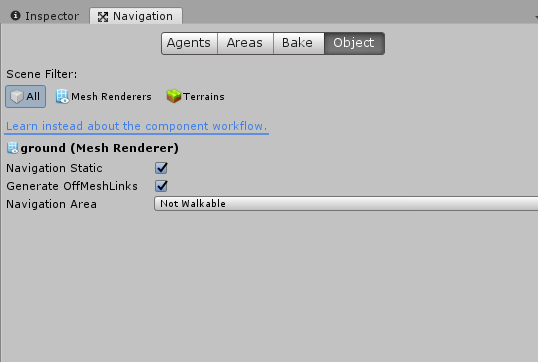 Inspector Navigation
Agents Areas Bake Object
Scene Filter:
All Mesh Renderers Terrains
Learn instead about the component workflow.
ground (Mesh Renderer)
Navigation Static
Generate OffMeshLinks
Navigation Area Not Walkable